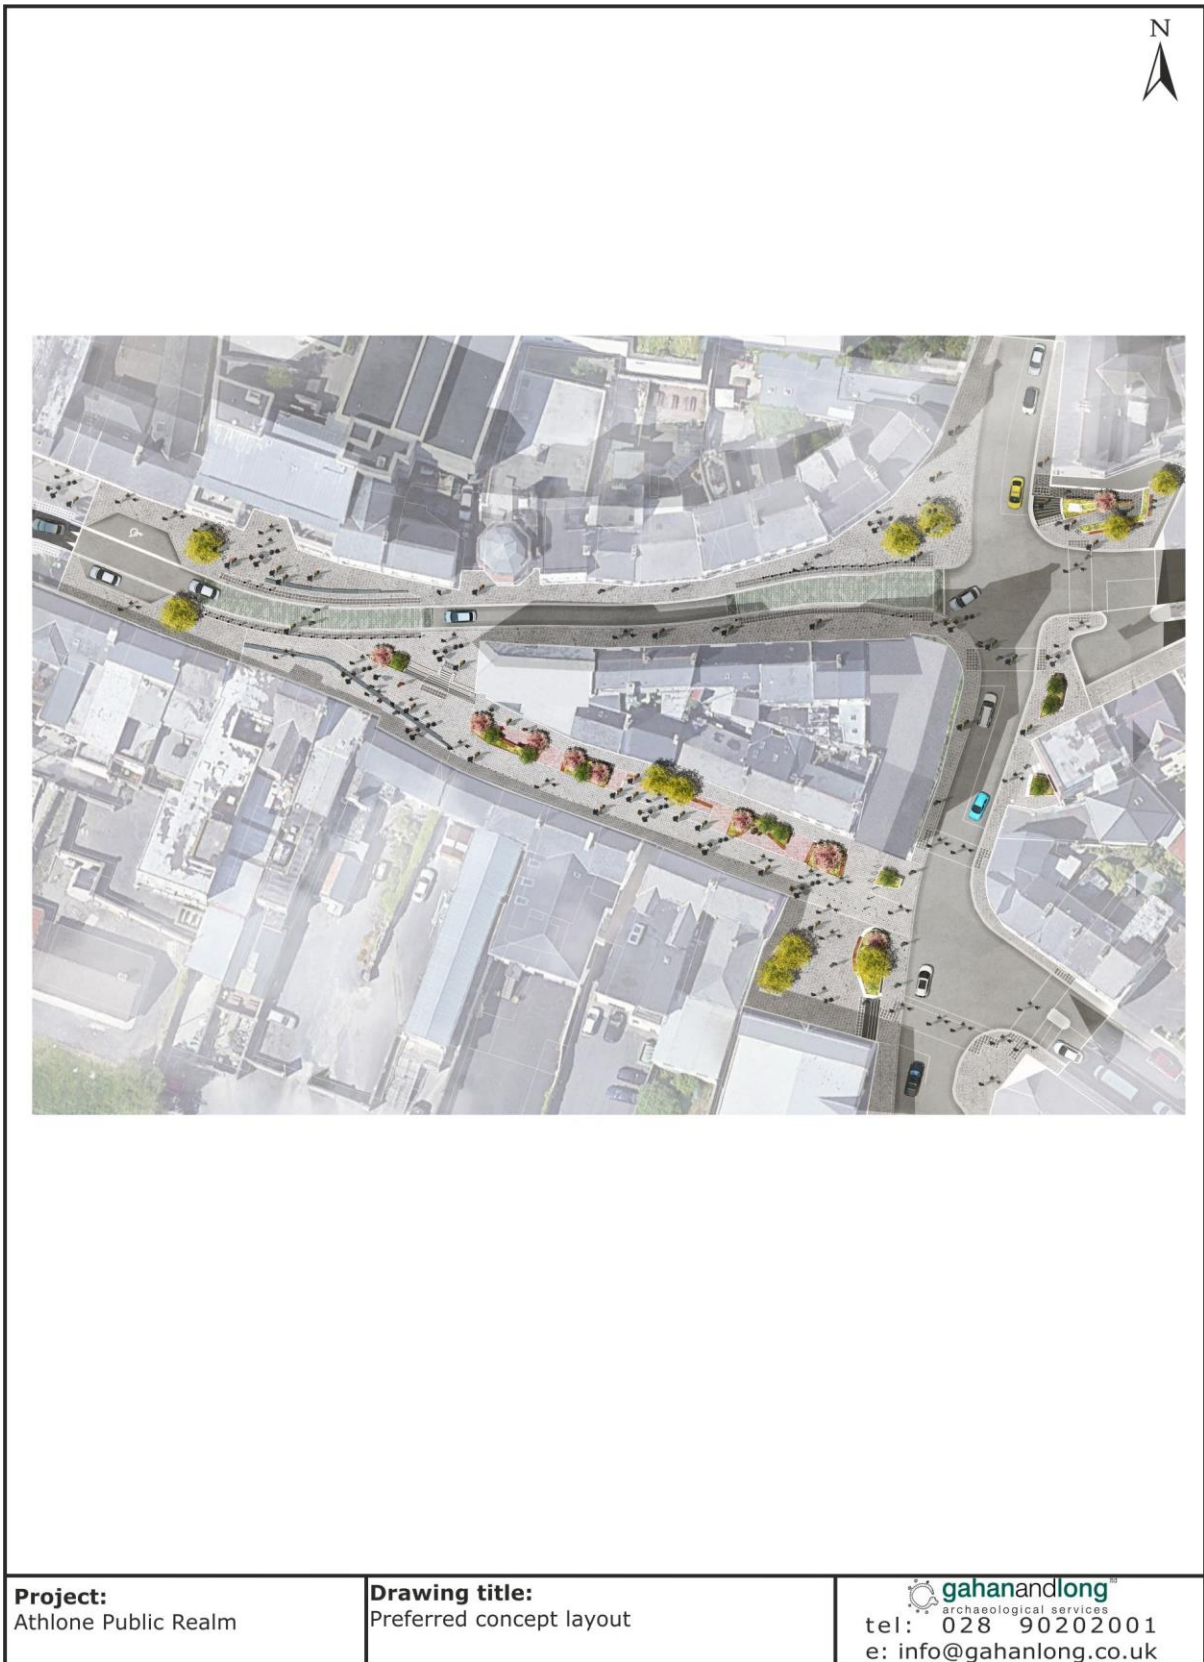 N
Project:
Athlone Public Realm
Drawing title:
Preferred concept layout
gahanandlong ltd
archaeological services
tel: 028 90202001
e: info@gahanlong.co.uk